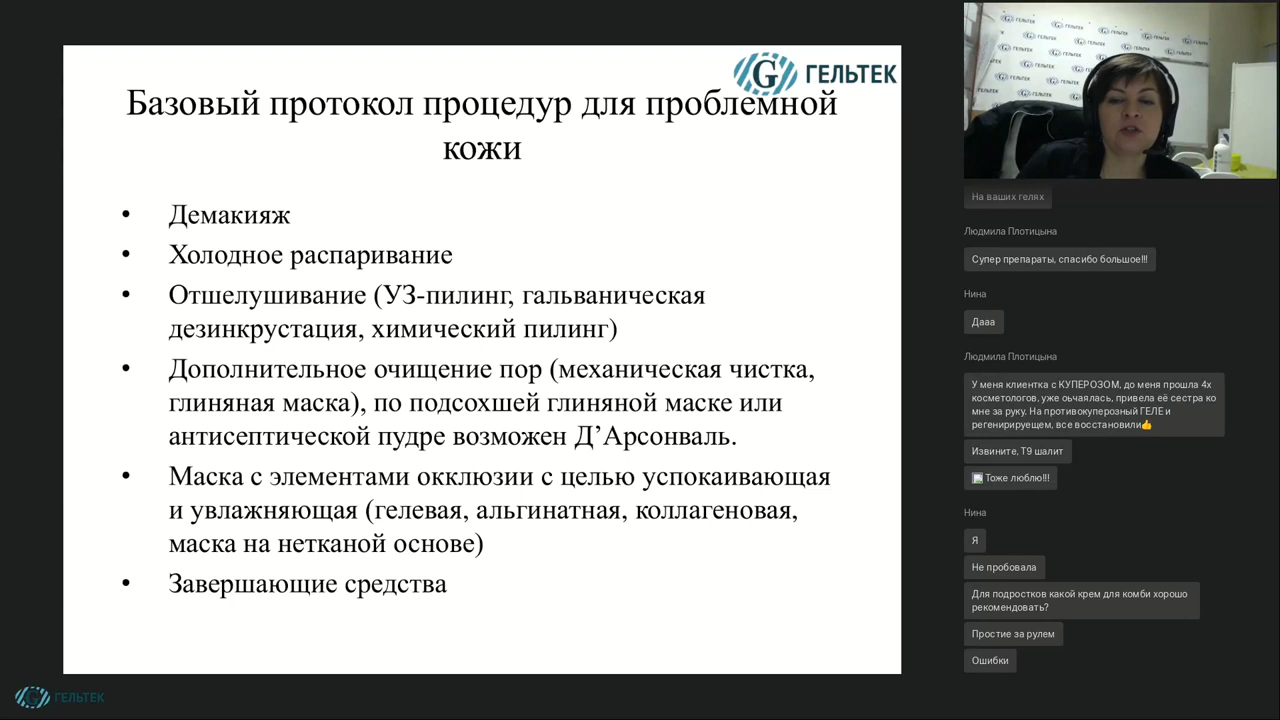 ГЕЛЬТЕК
Базовый протокол процедур для проблемной
кожи
• Демакияж
• Холодное распаривание
• Отшелушивание (УЗ-пилинг, гальваническая
дезинкрустация, химический пилинг)
• Дополнительное очищение пор (механическая чистка,
глиняная маска), по подсохшей глиняной маске или
антисептической пудре возможен Д’Арсонваль.
• Маска с элементами окклюзии с целью успокаивающая
и увлажняющая (гелевая, альгинатная, коллагеновая,
маска на нетканой основе)
• Завершающие средства
ГЕЛЬТЕК
На ваших гелях
Людмила Плотицына
Супер препараты, спасибо большое!!!
Нина
Дааа
Людмила Плотицына
У меня клиентка с КУПЕРОЗОМ, до меня прошла 4х
косметологов, уже оьчаялась, привела её сестра ко
мне за руку. На противокуперозный ГЕЛЕ и
регенирируещем, все восстановили👍
Извините, Т9 шалит
Тоже люблю!!!
Нина
Я
Не пробовала
Для подростков какой крем для комби хорошо
рекомендовать?
Простие за рулем
Ошибки